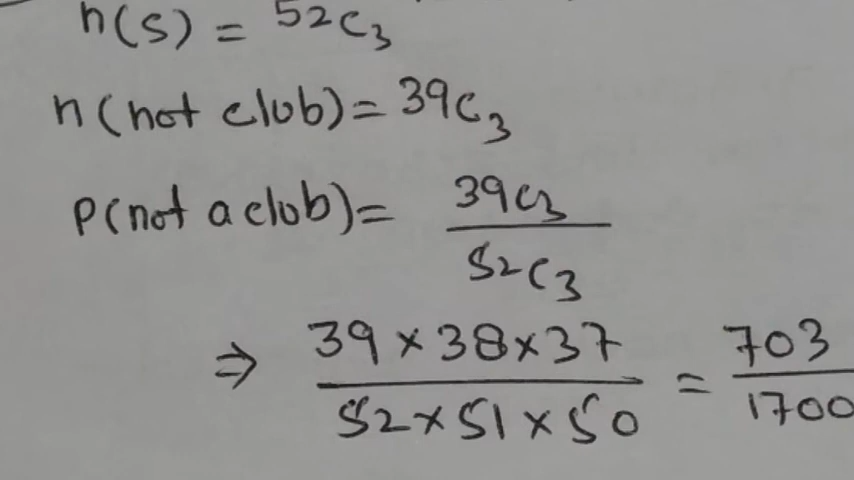 n(S) = 52C3
n(not club) = 39C3
P(not a club) = 39C3 / 52C3
⇒ 39 × 38 × 37 / 52 × 51 × 50 = 703 / 1700